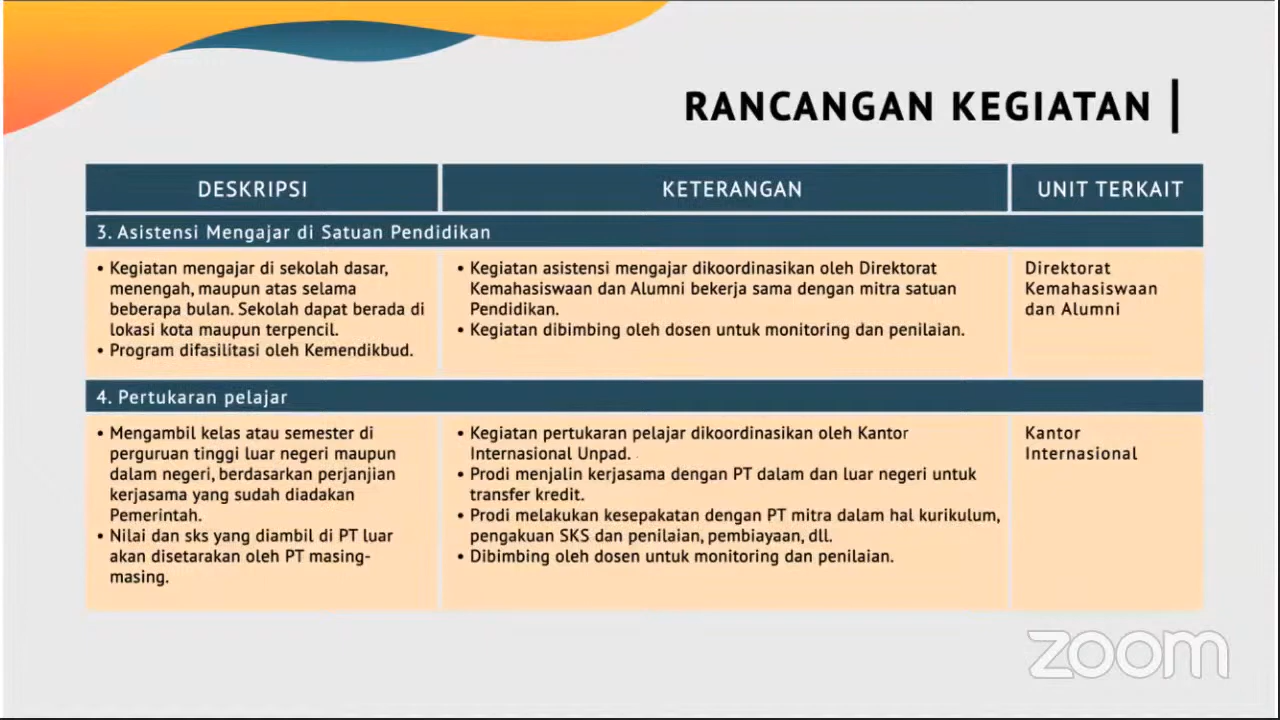 RANCANGAN KEGIATAN
DESKRIPSI
KETERANGAN
UNIT TERKAIT
3. Asistensi Mengajar di Satuan Pendidikan
• Kegiatan mengajar di sekolah dasar,
menengah, maupun atas selama
beberapa bulan. Sekolah dapat berada di
lokasi kota maupun terpencil.
• Program difasilitasi oleh Kemendikbud.
• Kegiatan asistensi mengajar dikoordinasikan oleh Direktorat
Kemahasiswaan dan Alumni bekerja sama dengan mitra satuan
Pendidikan.
• Kegiatan dibimbing oleh dosen untuk monitoring dan penilaian.
Direktorat
Kemahasiswaan
dan Alumni
4. Pertukaran pelajar
• Mengambil kelas atau semester di
perguruan tinggi luar negeri maupun
dalam negeri, berdasarkan perjanjian
kerjasama yang sudah diadakan
Pemerintah.
• Nilai dan sks yang diambil di PT luar
akan disetarakan oleh PT masing-
masing.
• Kegiatan pertukaran pelajar dikoordinasikan oleh Kantor
Internasional Unpad.
• Prodi menjalin kerjasama dengan PT dalam dan luar negeri untuk
transfer kredit.
• Prodi melakukan kesepakatan dengan PT mitra dalam hal kurikulum,
pengakuan SKS dan penilaian, pembiayaan, dll.
• Dibimbing oleh dosen untuk monitoring dan penilaian.
Kantor
Internasional
zoom